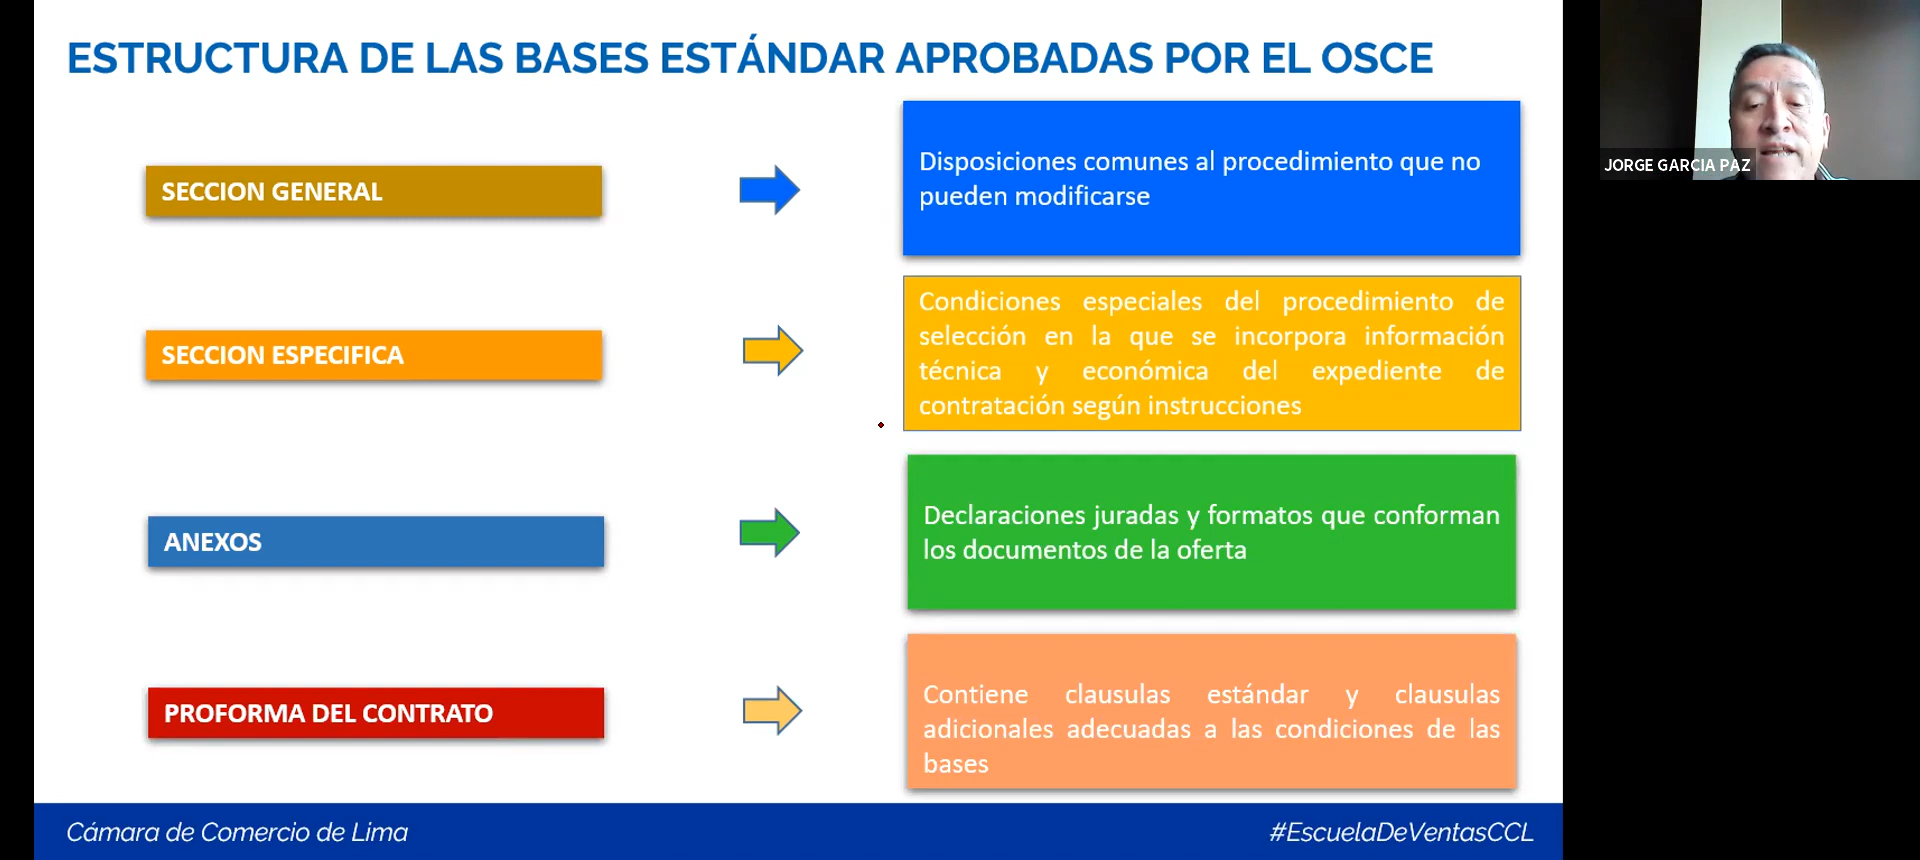 ESTRUCTURA DE LAS BASES ESTÁNDAR APROBADAS POR EL OSCE
SECCION GENERAL
Disposiciones comunes al procedimiento que no
pueden modificarse
SECCION ESPECIFICA
Condiciones especiales del procedimiento de
selección en la que se incorpora información
técnica y económica del expediente de
contratación según instrucciones
ANEXOS
Declaraciones juradas y formatos que conforman
los documentos de la oferta
PROFORMA DEL CONTRATO
Contiene clausulas estándar y clausulas
adicionales adecuadas a las condiciones de las
bases
Cámara de Comercio de Lima
#EscuelaDeVentasCCL
JORGE GARCIA PAZ